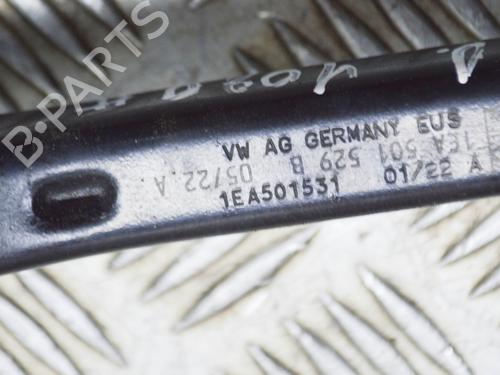 VW AG GERMANY EUS
1EA 501 529 B
05/22 A
1EA501531 01/22 A
B-PARTS